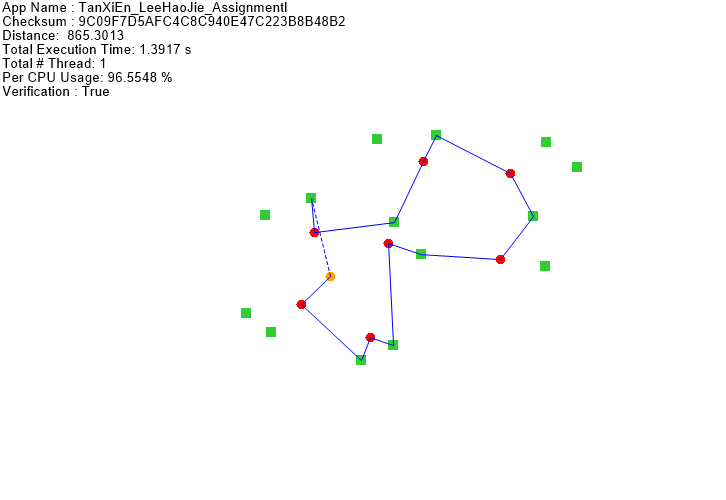 App Name : TanXiEn_LeeHaoJie_AssignmentI
Checksum : 9C09F7D5AFC4C8C940E47C223B8B48B2
Distance:  865.3013
Total Execution Time: 1.3917 s
Total # Thread: 1
Per CPU Usage: 96.5548 %
Verification : True